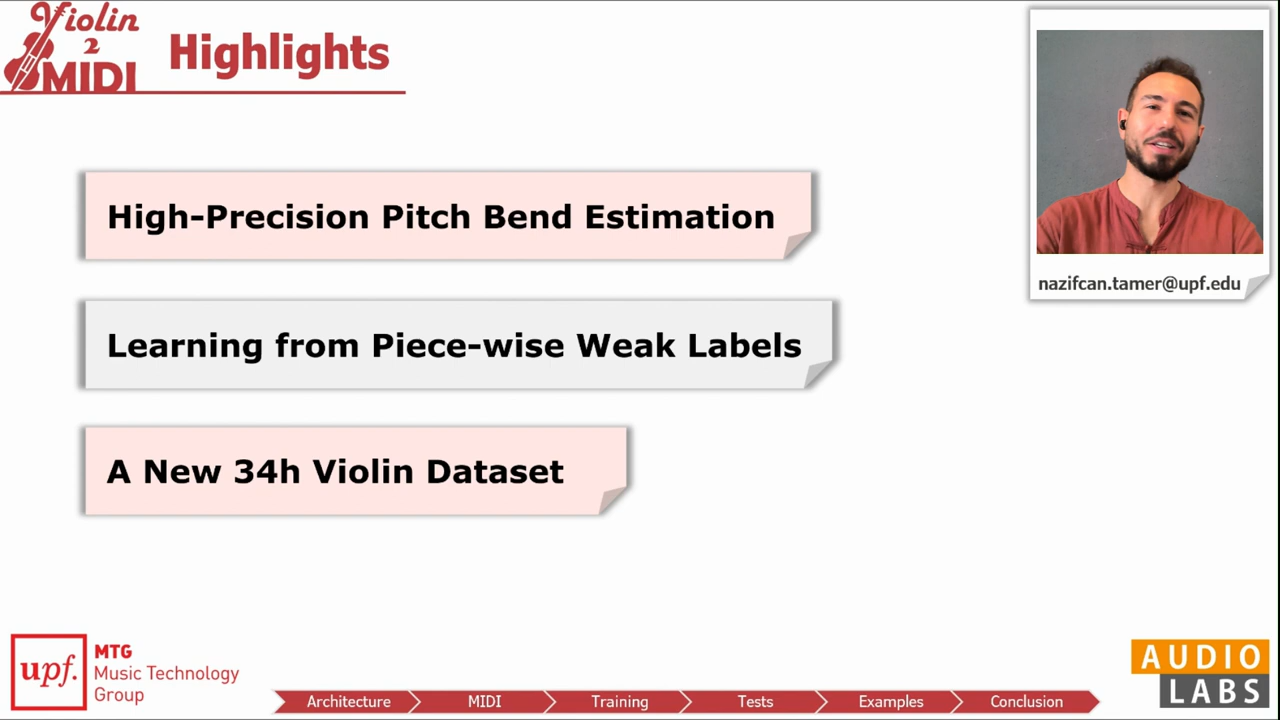 Violin
2
MIDI
Highlights
nazifcan.tamer@upf.edu
High-Precision Pitch Bend Estimation
Learning from Piece-wise Weak Labels
A New 34h Violin Dataset
upf.
MTG
Music Technology
Group
Architecture
MIDI
Training
Tests
Examples
Conclusion
AUDIO
LABS